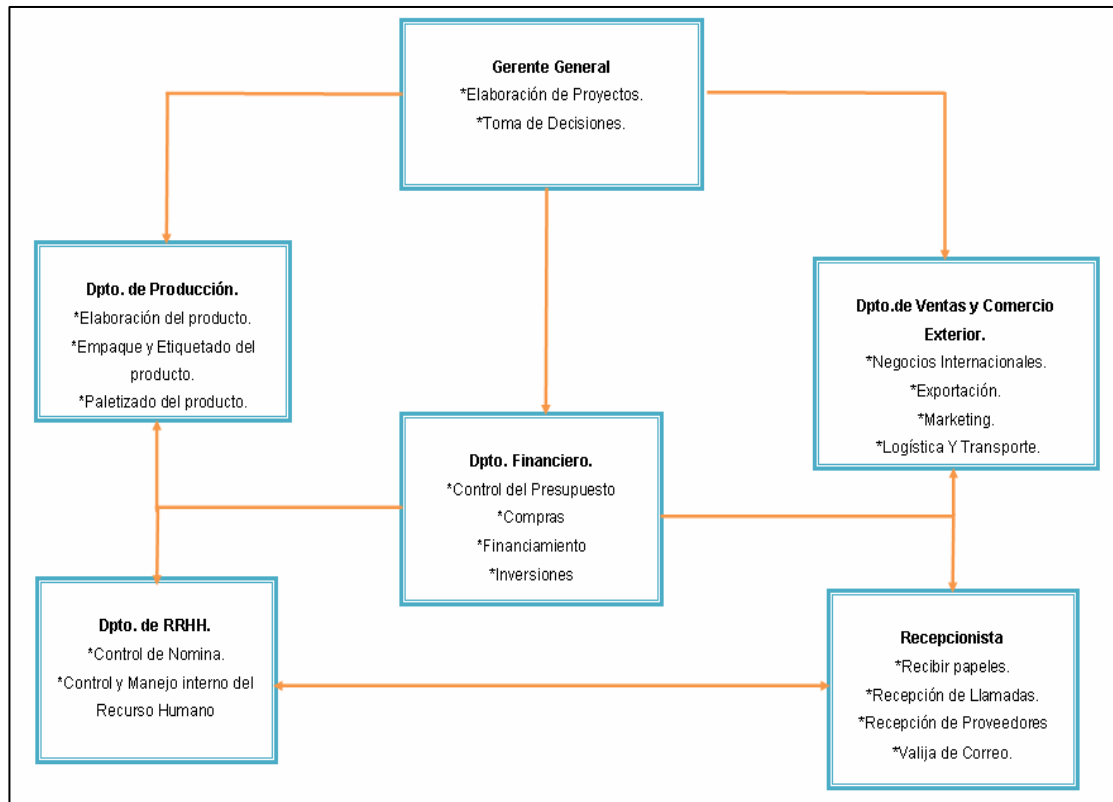 Gerente General
*Elaboración de Proyectos.
*Toma de Decisiones.
Dpto. de Producción.
*Elaboración del producto.
*Empaque y Etiquetado del
producto.
*Paletizado del producto.
Dpto.de Ventas y Comercio
Exterior.
*Negocios Internacionales.
*Exportación.
*Marketing.
*Logística Y Transporte.
Dpto. Financiero.
*Control del Presupuesto
*Compras
*Financiamiento
*Inversiones
Dpto. de RRHH.
*Control de Nomina.
*Control y Manejo interno del
Recurso Humano
Recepcionista
*Recibir papeles.
*Recepción de Llamadas.
*Recepción de Proveedores
*Valija de Correo.